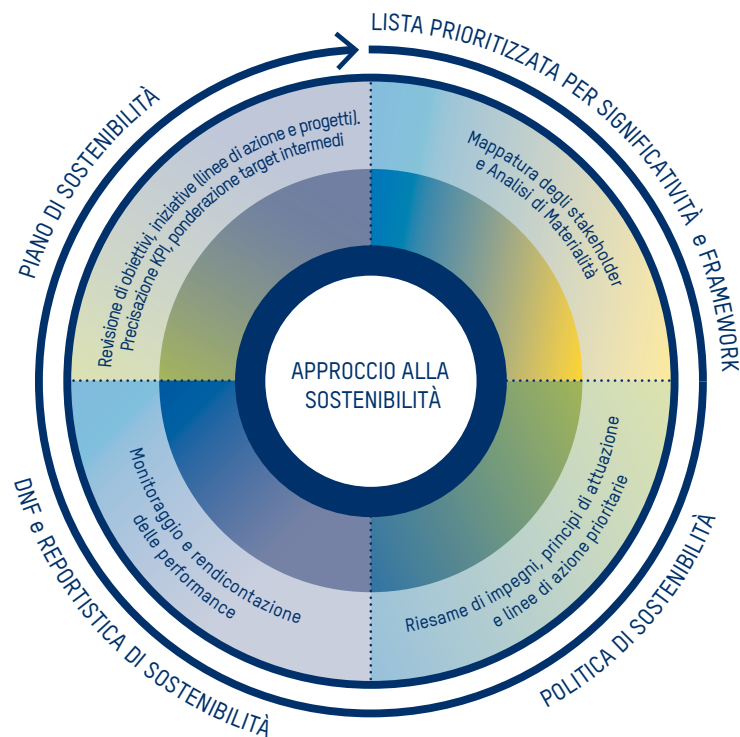 LISTA PRIORITIZZATA PER SIGNIFICATIVITÀ e FRAMEWORK
Mappatura degli stakeholder
e Analisi di Materialità
POLITICA DI SOSTENIBILITÀ
Riesame di impegni, principi di attuazione
e linee di azione prioritarie
DNF e REPORTISTICA DI SOSTENIBILITÀ
Monitoraggio e rendicontazione
delle performance
PIANO DI SOSTENIBILITÀ
Revisione di obiettivi, iniziative (linee di azione e progetti).
Precisazione KPI, ponderazione target intermedi
APPROCCIO ALLA
SOSTENIBILITÀ